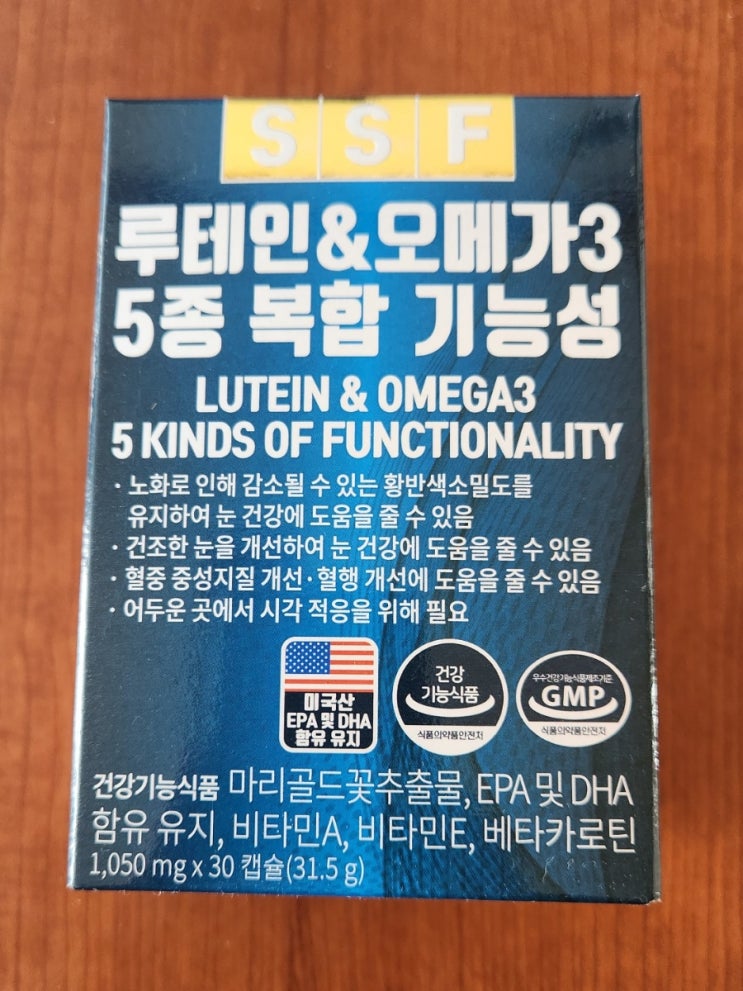 SSF
루테인&오메가3
5종 복합 기능성
LUTEIN & OMEGA3
5 KINDS OF FUNCTIONALITY
· 노화로 인해 감소될 수 있는 황반색소밀도를
유지하여 눈 건강에 도움을 줄 수 있음
· 건조한 눈을 개선하여 눈 건강에 도움을 줄 수 있음
· 혈중 중성지질 개선·혈행 개선에 도움을 줄 수 있음
· 어두운 곳에서 시각 적응을 위해 필요
미국산
EPA 및 DHA
함유 유지
건강
기능식품
식품의약품안전처
우수건강기능식품제조기준
GMP
식품의약품안전처
건강기능식품 마리골드꽃추출물, EPA 및 DHA
함유 유지, 비타민A, 비타민E, 베타카로틴
1,050 mg x 30 캡슐(31.5 g)